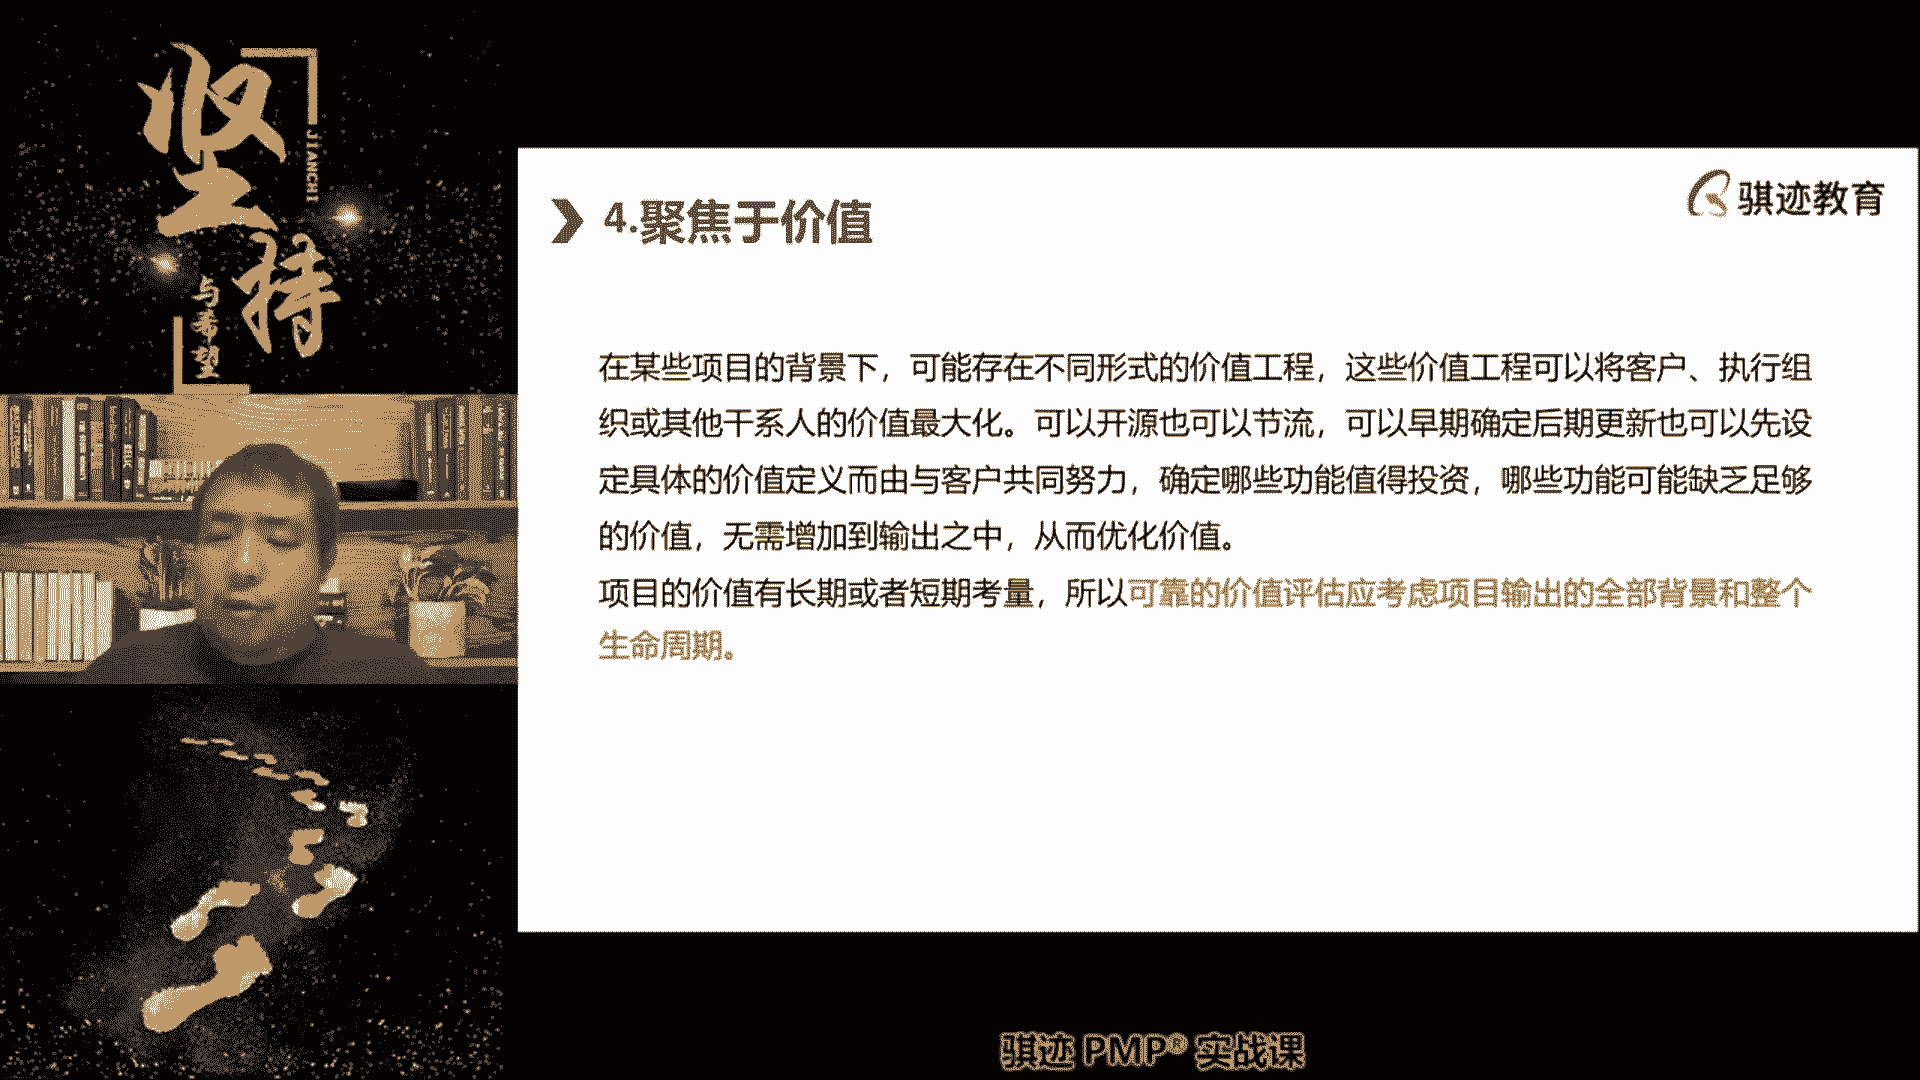 坚持
JIANCHI
与希望
骐迹教育
4.聚焦于价值
在某些项目的背景下，可能存在不同形式的价值工程，这些价值工程可以将客户、执行组
织或其他干系人的价值最大化。可以开源也可以节流，可以早期确定后期更新也可以先设
定具体的价值定义而由与客户共同努力，确定哪些功能值得投资，哪些功能可能缺乏足够
的价值，无需增加到输出之中，从而优化价值。
项目的价值有长期或者短期考量，所以可靠的价值评估应考虑项目输出的全部背景和整个
生命周期。
骐迹 PMP® 实战课